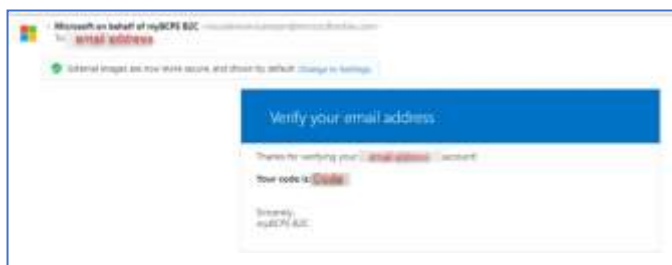 Microsoft on behalf of myBCPS B2C
To: email address
External images are now more secure, and shown by default. Change in Settings
Verify your email address
Thanks for verifying your email address account!
Your code is: Code
Sincerely,
myBCPS B2C